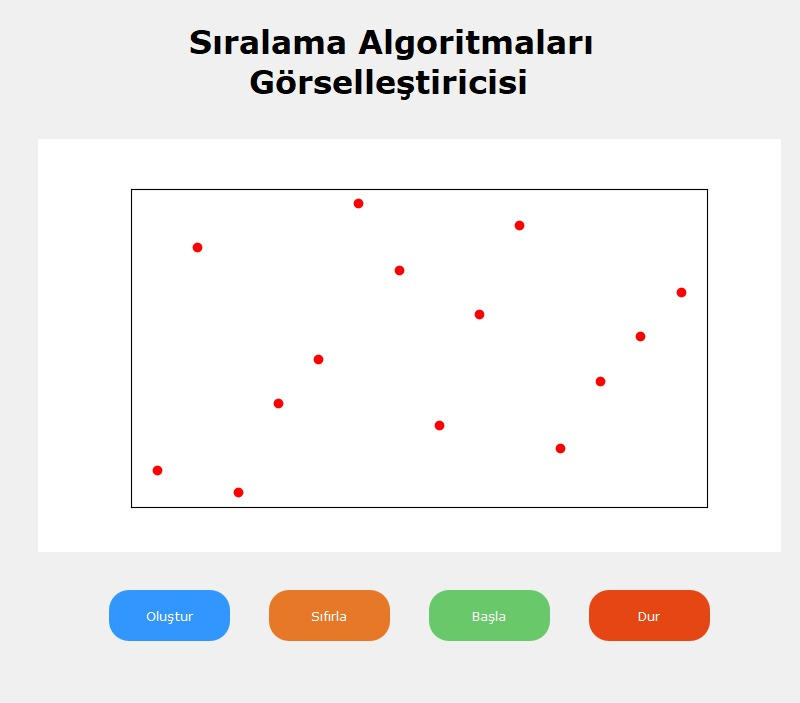 Sıralama Algoritmaları
Görselleştiricisi
Oluştur
Sıfırla
Başla
Dur